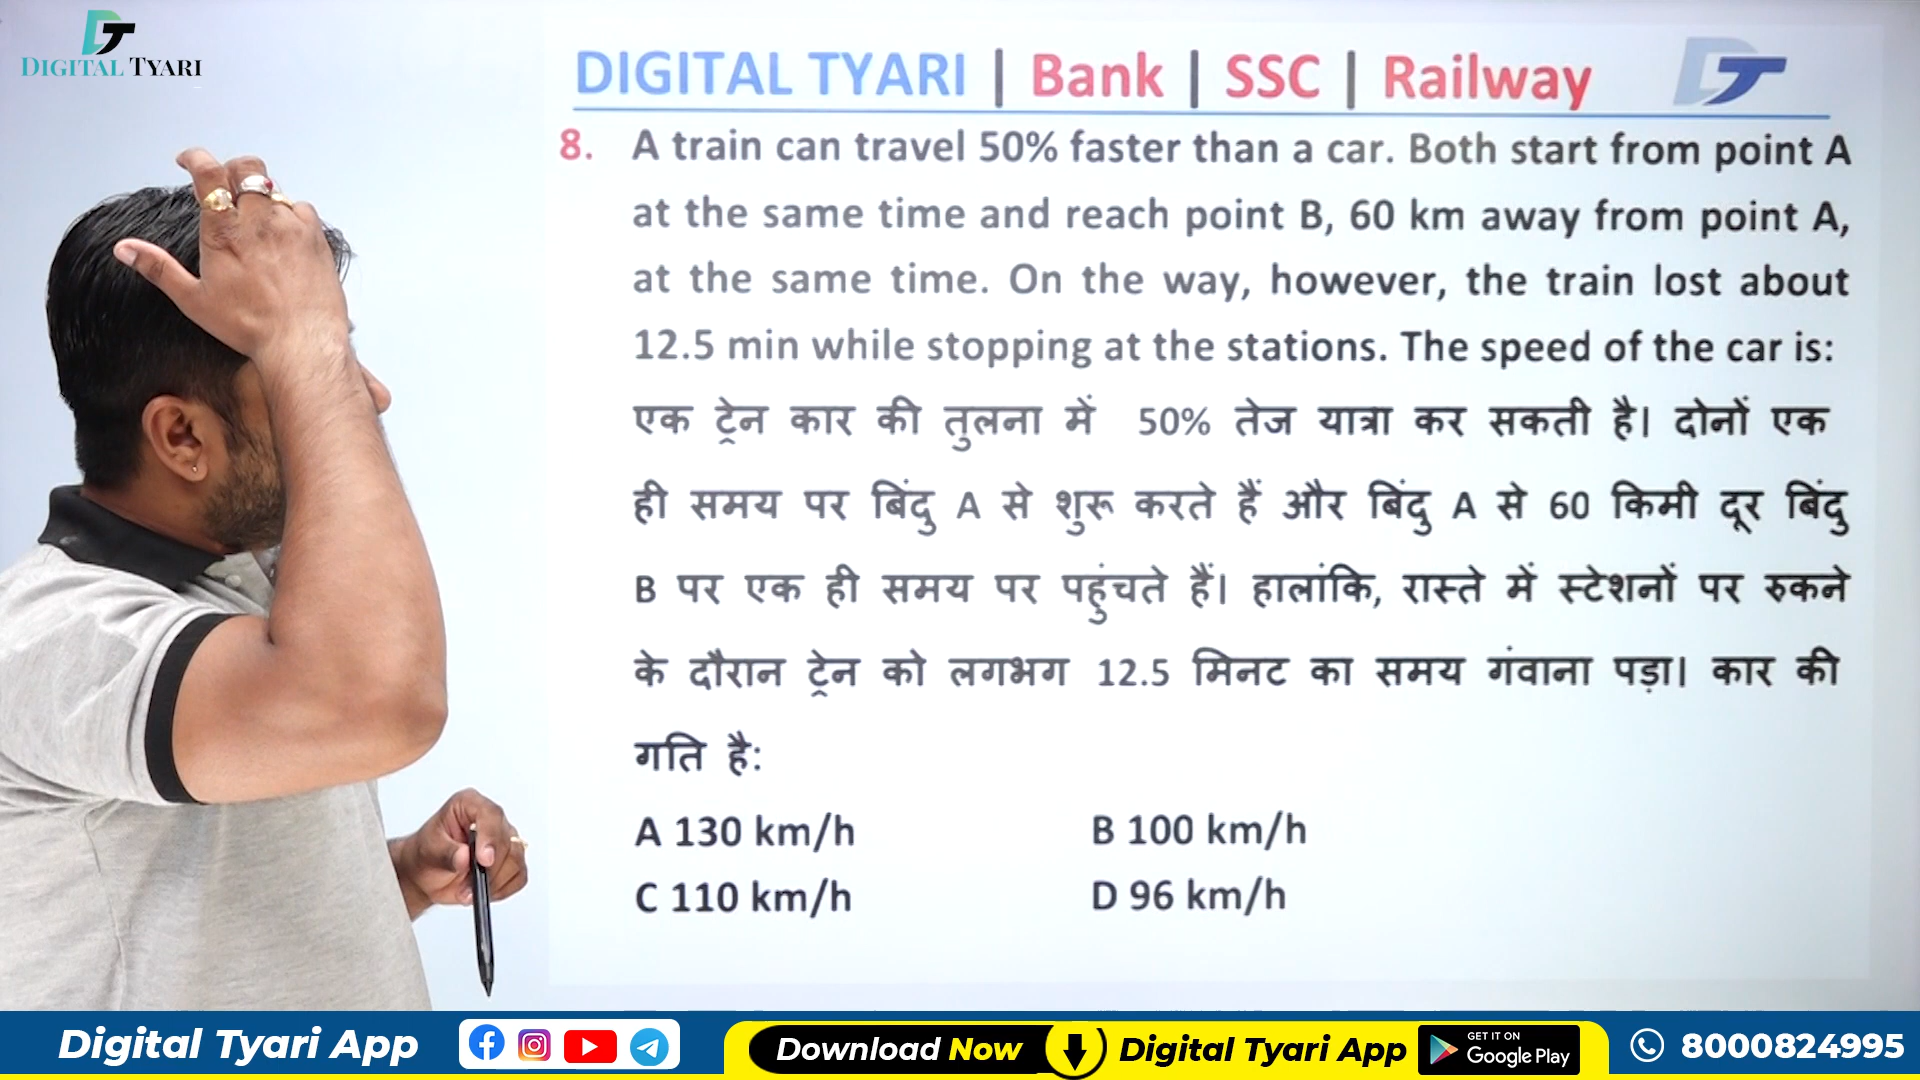 DT
DIGITAL TYARI
DIGITAL TYARI | Bank | SSC | Railway DT
8. A train can travel 50% faster than a car. Both start from point A
at the same time and reach point B, 60 km away from point A,
at the same time. On the way, however, the train lost about
12.5 min while stopping at the stations. The speed of the car is:
एक ट्रेन कार की तुलना में 50% तेज यात्रा कर सकती है। दोनों एक
ही समय पर बिंदु A से शुरू करते हैं और बिंदु A से 60 किमी दूर बिंदु
B पर एक ही समय पर पहुंचते हैं। हालांकि, रास्ते में स्टेशनों पर रुकने
के दौरान ट्रेन को लगभग 12.5 मिनट का समय गंवाना पड़ा। कार की
गति है:
A 130 km/h B 100 km/h
C 110 km/h D 96 km/h
Digital Tyari App Download Now Digital Tyari App GET IT ON Google Play 8000824995